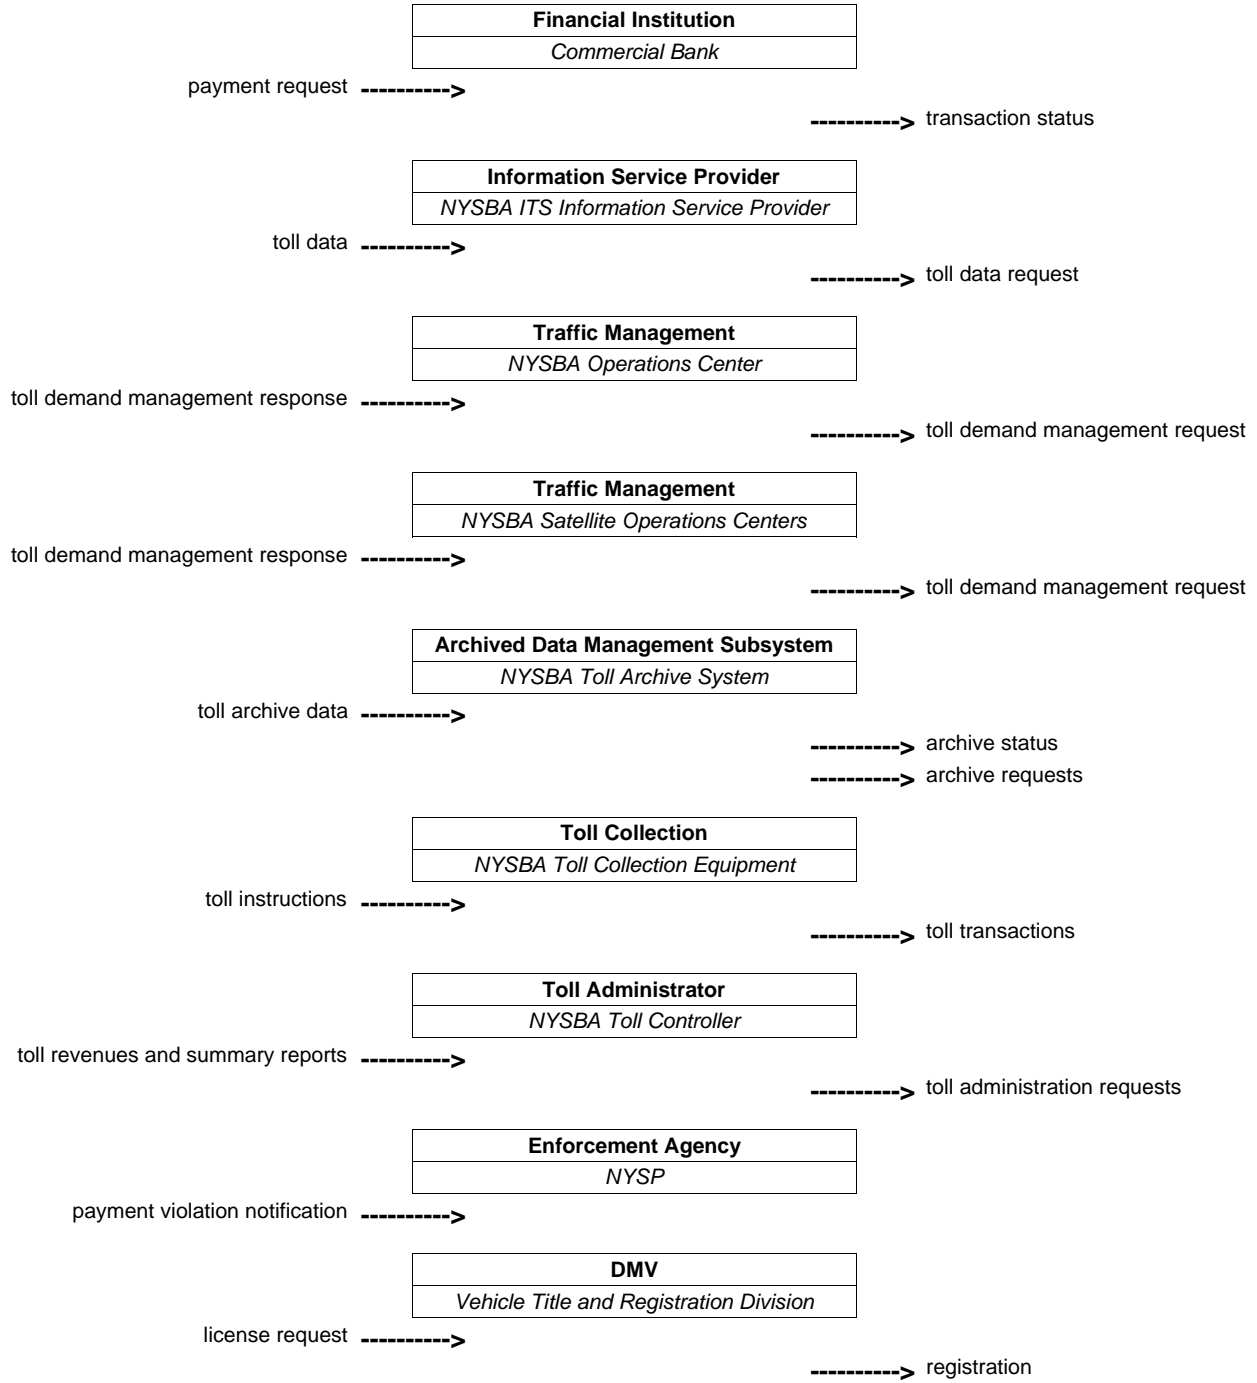 Financial Institution
Commercial Bank
payment request ---------->
----------> transaction status
Information Service Provider
NYSBA ITS Information Service Provider
toll data ---------->
----------> toll data request
Traffic Management
NYSBA Operations Center
toll demand management response ---------->
----------> toll demand management request
Traffic Management
NYSBA Satellite Operations Centers
toll demand management response ---------->
----------> toll demand management request
Archived Data Management Subsystem
NYSBA Toll Archive System
toll archive data ---------->
----------> archive status
----------> archive requests
Toll Collection
NYSBA Toll Collection Equipment
toll instructions ---------->
----------> toll transactions
Toll Administrator
NYSBA Toll Controller
toll revenues and summary reports ---------->
----------> toll administration requests
Enforcement Agency
NYSP
payment violation notification ---------->
DMV
Vehicle Title and Registration Division
license request ---------->
----------> registration